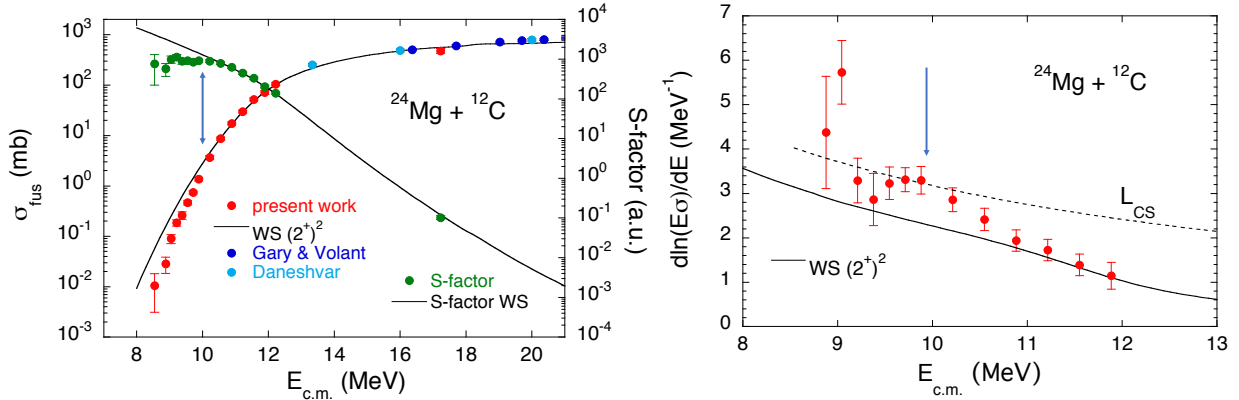 10³
10²
10¹
10⁰
10⁻¹
10⁻²
10⁻³
σ_fus (mb)
8 10 12 14 16 18 20
E_c.m. (MeV)
10⁴
10³
10²
10¹
10⁰
10⁻¹
10⁻²
10⁻³
10⁻⁴
S-factor (a.u.)
²⁴Mg + ¹²C
present work
WS (2⁺)²
Gary & Volant
Daneshvar
S-factor
S-factor WS
7
6
5
4
3
2
1
0
dln(Eσ)/dE (MeV⁻¹)
8 9 10 11 12 13
E_c.m. (MeV)
²⁴Mg + ¹²C
L_CS
WS (2⁺)²